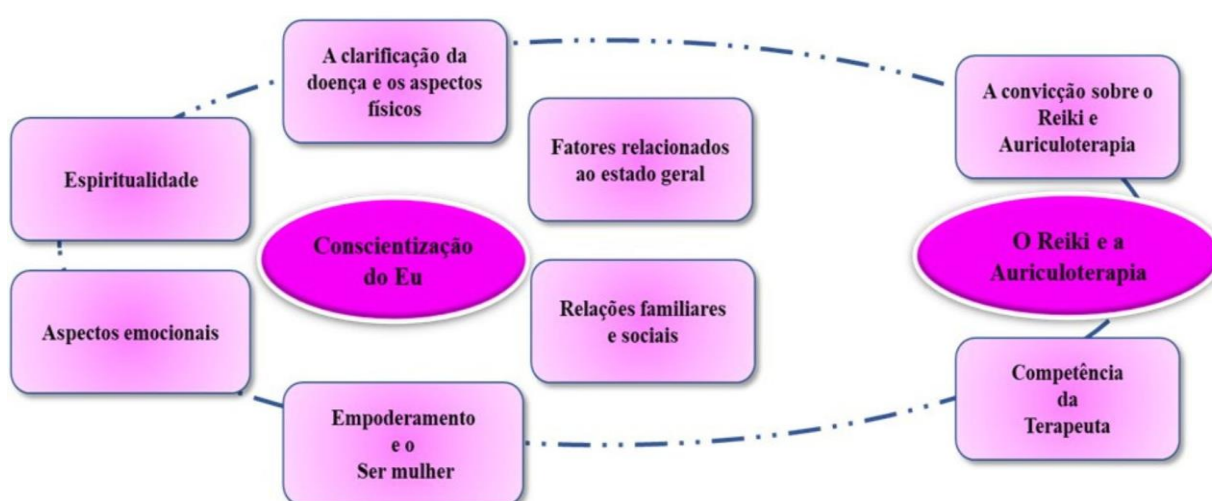 A clarificação da
doença e os aspectos
físicos
A convicção sobre o
Reiki e
Auriculoterapia
Fatores relacionados
ao estado geral
Espiritualidade
Conscientização
do Eu
O Reiki e a
Auriculoterapia
Aspectos emocionais
Relações familiares
e sociais
Empoderamento
e o
Ser mulher
Competência
da
Terapeuta